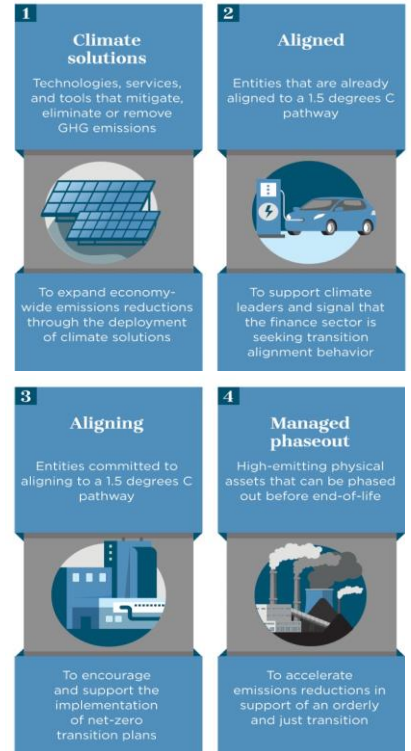 1
Climate
solutions
Technologies, services,
and tools that mitigate,
eliminate or remove
GHG emissions
To expand economy-
wide emissions reductions
through the deployment
of climate solutions
2
Aligned
Entities that are already
aligned to a 1.5 degrees C
pathway
To support climate
leaders and signal that
the finance sector is
seeking transition
alignment behavior
3
Aligning
Entities committed to
aligning to a 1.5 degrees C
pathway
To encourage
and support the
implementation
of net-zero
transition plans
4
Managed
phaseout
High-emitting physical
assets that can be phased
out before end-of-life
To accelerate
emissions reductions in
support of an orderly
and just transition